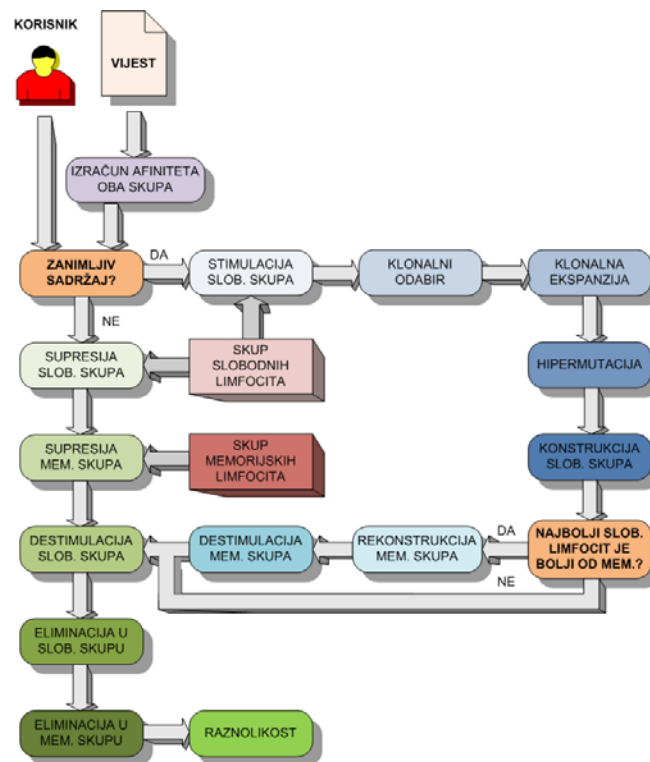 KORISNIK
VIJEST
IZRAČUN AFINITETA
OBA SKUPA
ZANIMLJIV
SADRŽAJ?
DA
STIMULACIJA
SLOB. SKUPA
KLONALNI
ODABIR
KLONALNA
EKSPANZIJA
NE
SUPRESIJA
SLOB. SKUPA
SKUP
SLOBODNIH
LIMFOCITA
HIPERMUTACIJA
SUPRESIJA
MEM. SKUPA
SKUP
MEMORIJSKIH
LIMFOCITA
KONSTRUKCIJA
SLOB. SKUPA
DESTIMULACIJA
SLOB. SKUPA
DESTIMULACIJA
MEM. SKUPA
REKONSTRUKCIJA
MEM. SKUPA
DA
NAJBOLJI SLOB.
LIMFOCIT JE
BOLJI OD MEM.?
NE
ELIMINACIJA U
SLOB. SKUPU
ELIMINACIJA U
MEM. SKUPU
RAZNOLIKOST